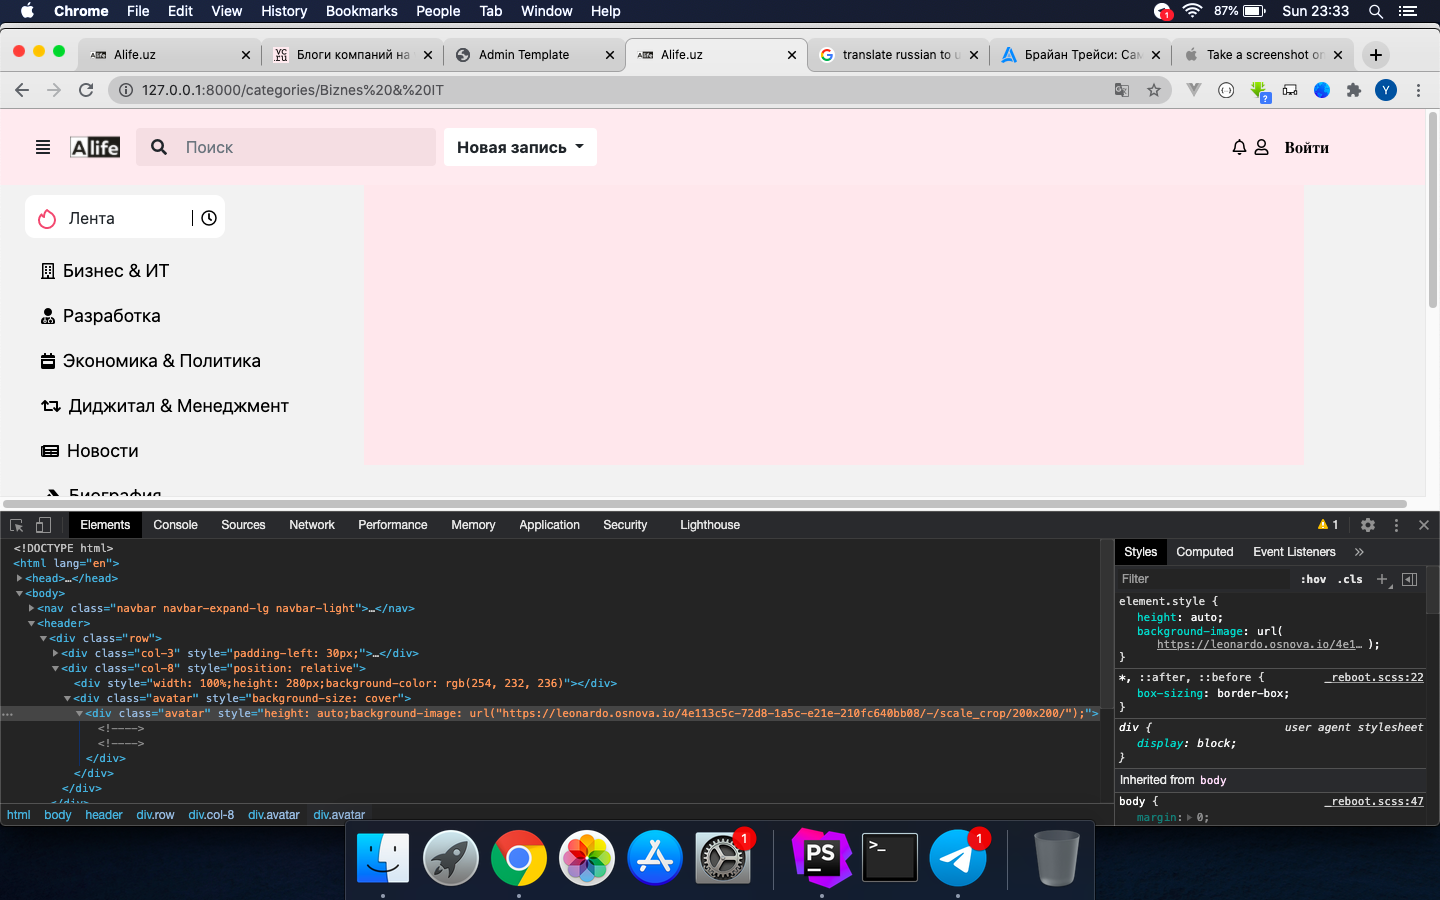 Chrome File Edit View History Bookmarks People Tab Window Help 1 87% Sun 23:33
Alife.uz Блоги компаний на Admin Template Alife.uz translate russian to u Брайан Трейси: Сам Take a screenshot on
127.0.0.1:8000/categories/Biznes%20&%20IT ? Y
Alife Поиск Новая запись Войти
Лента
Бизнес & ИТ
Разработка
Экономика & Политика
Диджитал & Менеджмент
Новости
Биография
Elements Console Sources Network Performance Memory Application Security Lighthouse 1
<!DOCTYPE html>
<html lang="en">
<head>…</head>
<body>
<nav class="navbar navbar-expand-lg navbar-light">…</nav>
<header>
<div class="row">
<div class="col-3" style="padding-left: 30px;">…</div>
<div class="col-8" style="position: relative">
<div style="width: 100%;height: 280px;background-color: rgb(254, 232, 236)"></div>
<div class="avatar" style="background-size: cover">
<div class="avatar" style="height: auto;background-image: url("https://leonardo.osnova.io/4e113c5c-72d8-1a5c-e21e-210fc640bb08/-/scale_crop/200x200/");">
<!---->
<!---->
</div>
</div>
</div>
</div>
html body header div.row div.col-8 div.avatar div.avatar
Styles Computed Event Listeners »
Filter :hov .cls +
element.style {
height: auto;
background-image: url(
https://leonardo.osnova.io/4e1… );
}
*, ::after, ::before { _reboot.scss:22
box-sizing: border-box;
}
div { user agent stylesheet
display: block;
}
Inherited from body
body { _reboot.scss:47
margin: 0;
1 PS >_ 1